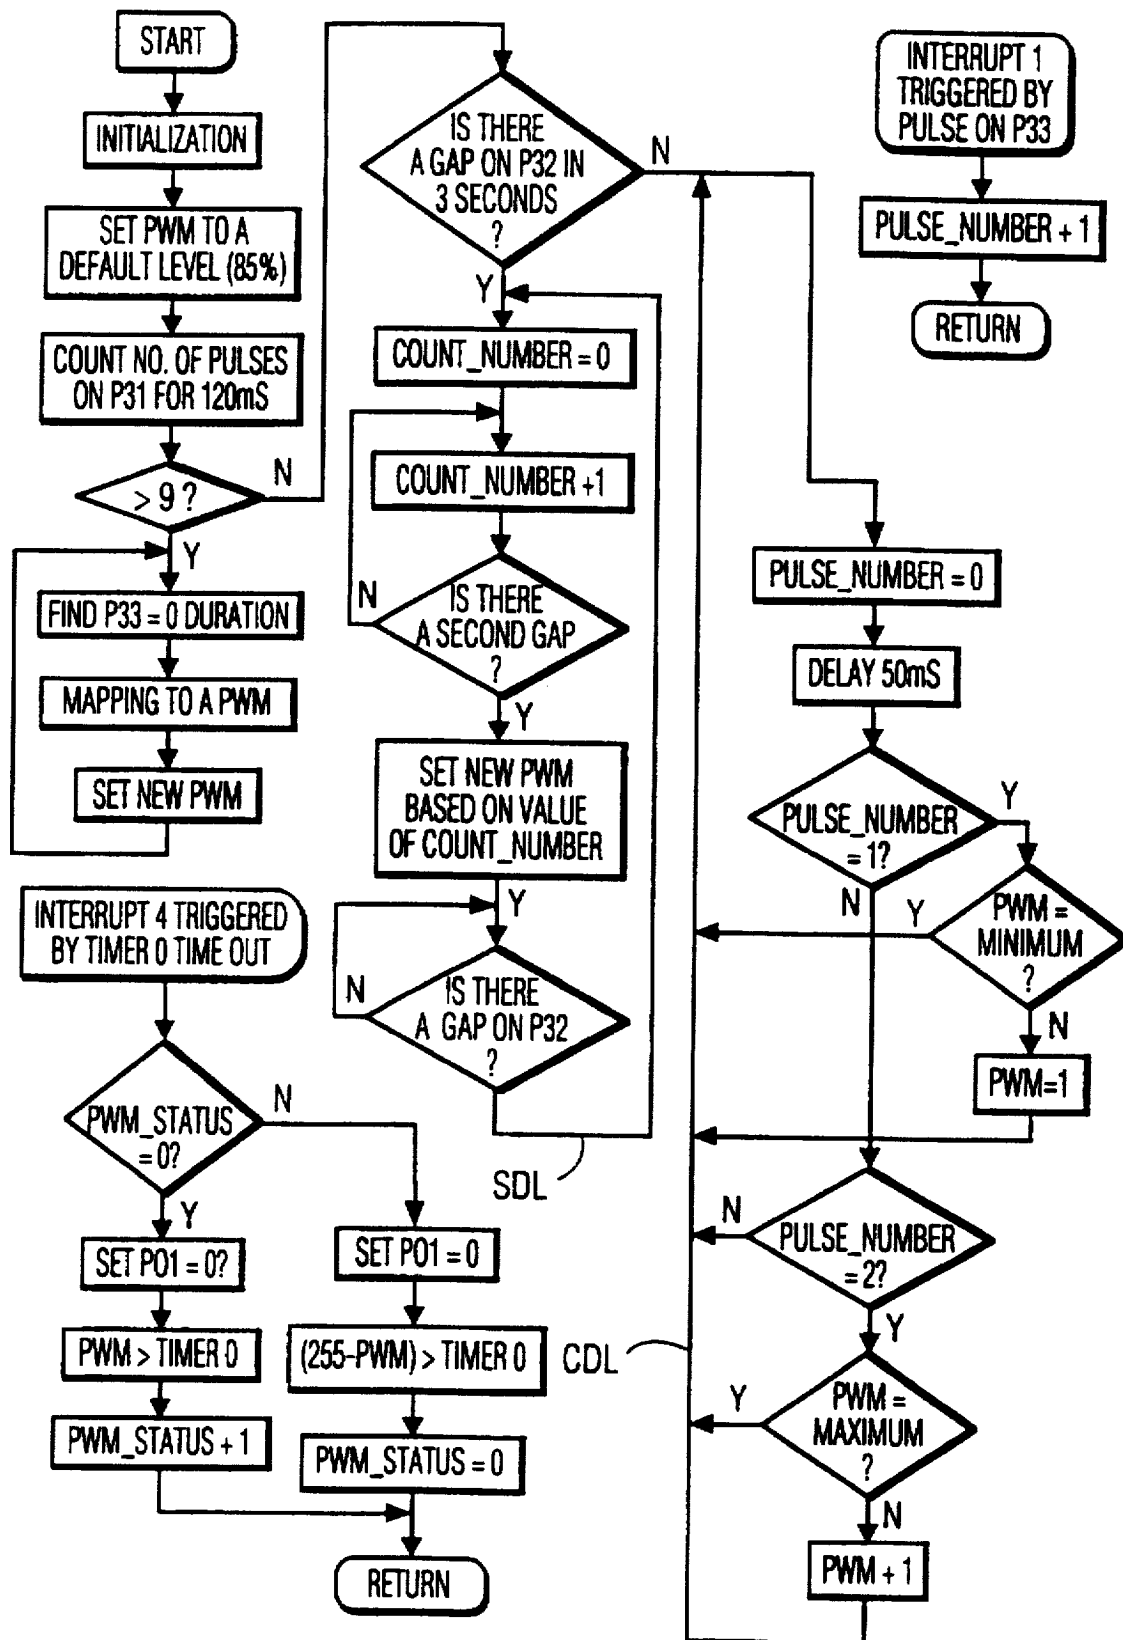 START
INITIALIZATION
SET PWM TO A
DEFAULT LEVEL (85%)
COUNT NO. OF PULSES
ON P31 FOR 120mS
> 9 ?
N
Y
FIND P33 = 0 DURATION
MAPPING TO A PWM
SET NEW PWM
IS THERE
A GAP ON P32 IN
3 SECONDS
?
N
Y
COUNT_NUMBER = 0
COUNT_NUMBER +1
IS THERE
A SECOND GAP
?
N
Y
SET NEW PWM
BASED ON VALUE
OF COUNT_NUMBER
Y
IS THERE
A GAP ON P32
?
N
SDL
INTERRUPT 1
TRIGGERED BY
PULSE ON P33
PULSE_NUMBER + 1
RETURN
PULSE_NUMBER = 0
DELAY 50mS
PULSE_NUMBER
= 1?
Y
N
PWM =
MINIMUM
?
Y
N
PWM=1
PULSE_NUMBER
= 2?
N
Y
PWM =
MAXIMUM
?
Y
N
PWM + 1
CDL
INTERRUPT 4 TRIGGERED
BY TIMER 0 TIME OUT
PWM_STATUS
= 0?
N
Y
SET PO1 = 0?
PWM > TIMER 0
PWM_STATUS + 1
SET PO1 = 0
(255-PWM) > TIMER 0
PWM_STATUS = 0
RETURN